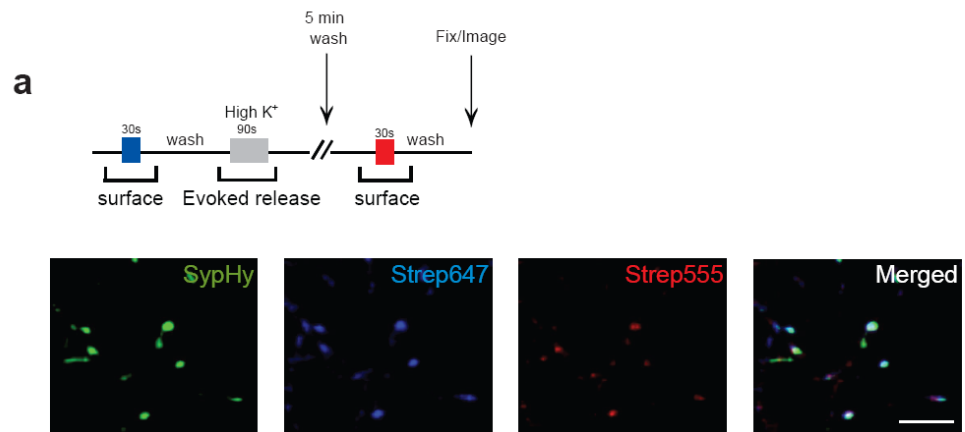 a
5 min
wash
Fix/Image
High K⁺
30s
wash
90s
30s
wash
surface
Evoked release
surface
SypHy
Strep647
Strep555
Merged